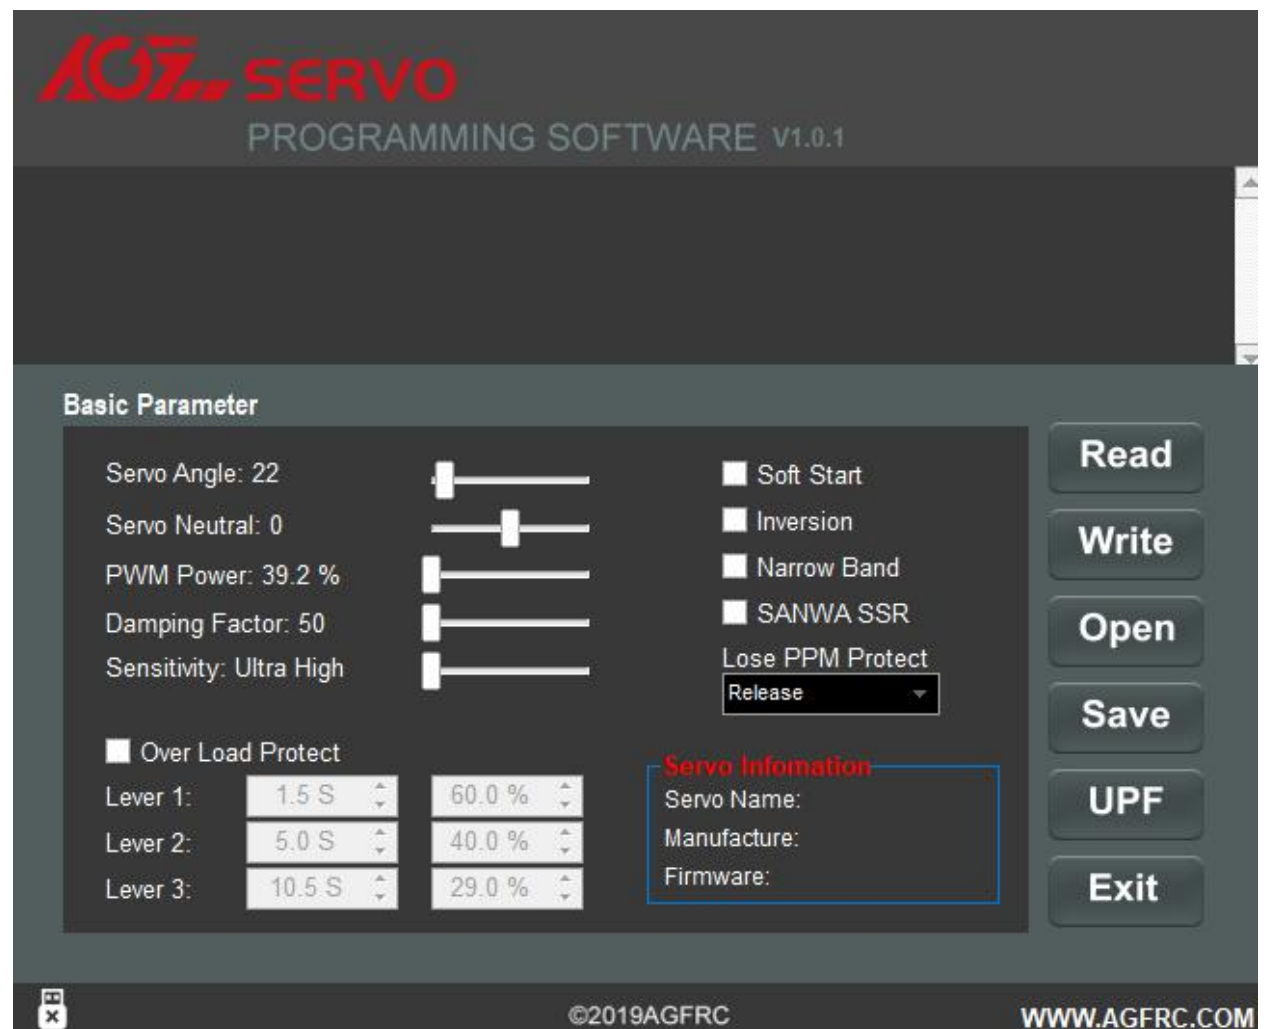 AGF SERVO
PROGRAMMING SOFTWARE V1.0.1
Basic Parameter
Servo Angle: 22
Servo Neutral: 0
PWM Power: 39.2 %
Damping Factor: 50
Sensitivity: Ultra High
Soft Start
Inversion
Narrow Band
SANWA SSR
Lose PPM Protect
Release
Over Load Protect
Lever 1: 1.5 S 60.0 %
Lever 2: 5.0 S 40.0 %
Lever 3: 10.5 S 29.0 %
Servo Infomation
Servo Name:
Manufacture:
Firmware:
Read
Write
Open
Save
UPF
Exit
©2019AGFRC
WWW.AGFRC.COM